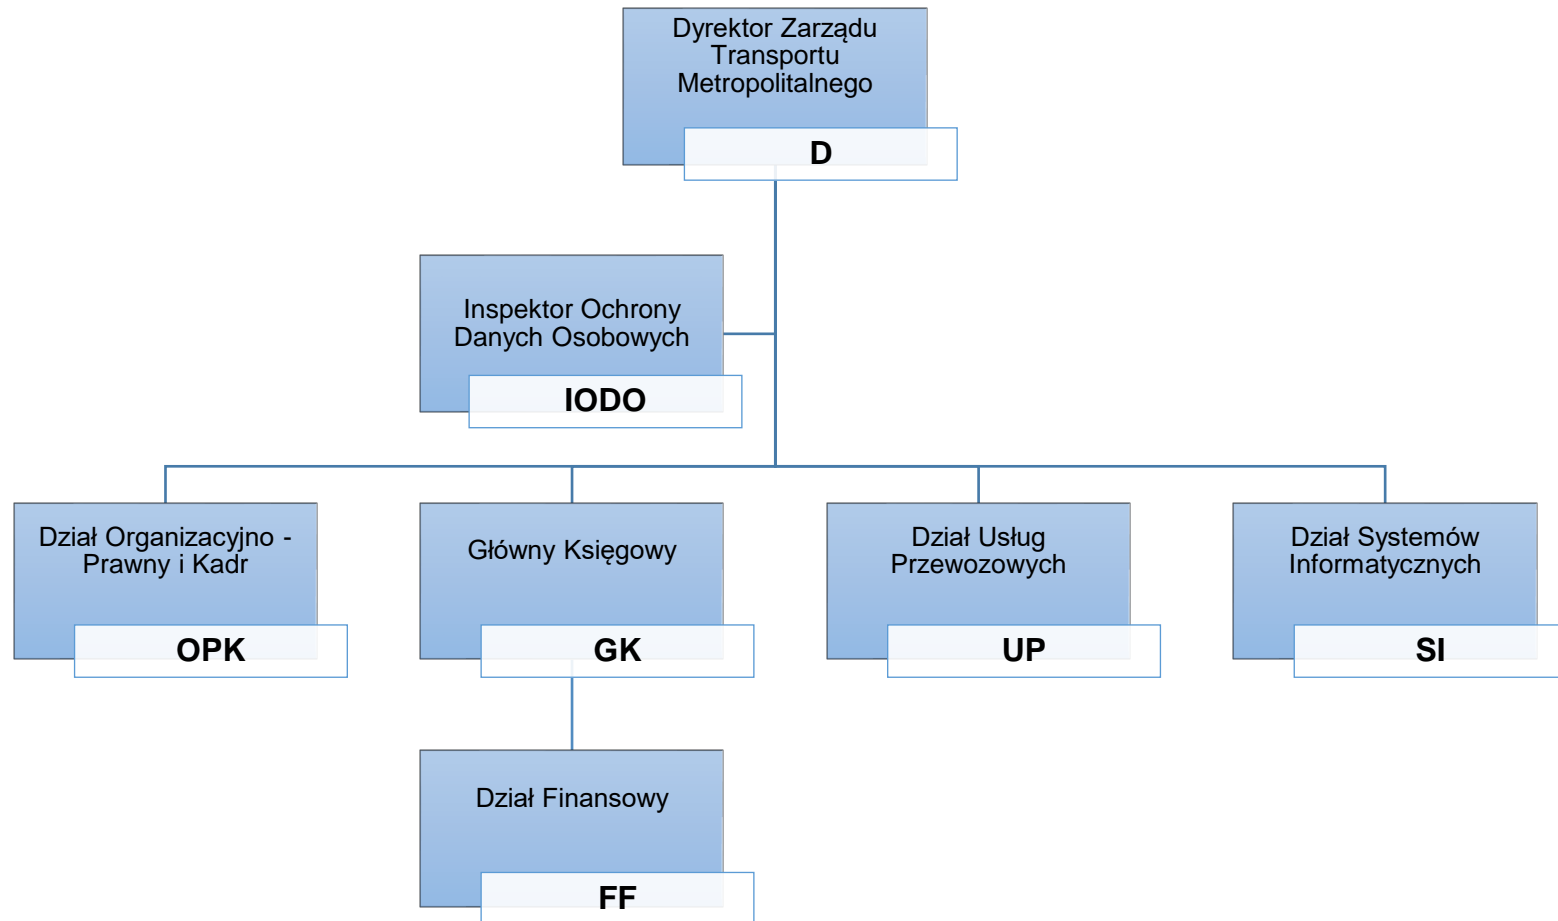 Dyrektor Zarządu
Transportu
Metropolitalnego
D
Inspektor Ochrony
Danych Osobowych
IODO
Dział Organizacyjno -
Prawny i Kadr
OPK
Główny Księgowy
GK
Dział Usług
Przewozowych
UP
Dział Systemów
Informatycznych
SI
Dział Finansowy
FF